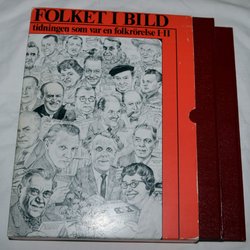 FOLKET I BILD
tidningen som var en folkrörelse I-II